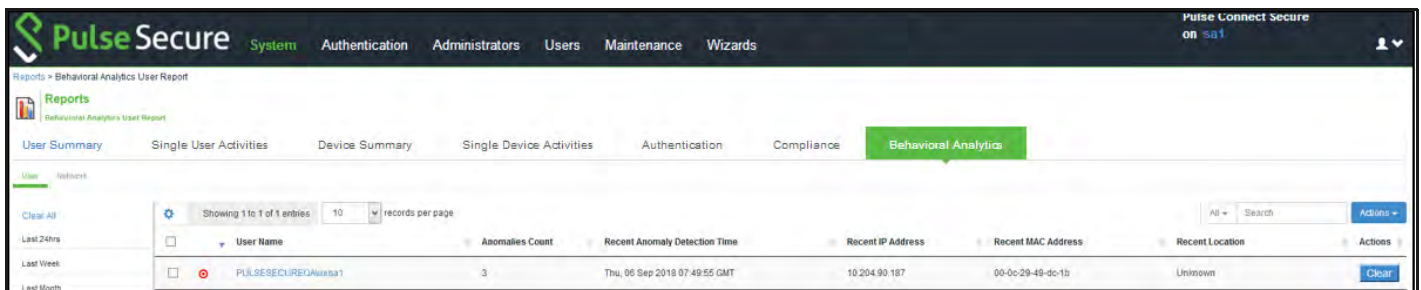 Pulse Secure System Authentication Administrators Users Maintenance Wizards
Pulse Connect Secure
on sa1
Reports > Behavioral Analytics User Report
Reports
Behavioral Analytics User Report
User Summary Single User Activities Device Summary Single Device Activities Authentication Compliance Behavioral Analytics
User Network
Clear All Showing 1 to 1 of 1 entries 10 records per page All Search Actions
Last 24hrs User Name Anomalies Count Recent Anomaly Detection Time Recent IP Address Recent MAC Address Recent Location Actions
Last Week 3 Thu, 06 Sep 2018 07:49:55 GMT 10.204.90.187 00-0c-29-49-dc-1b Unknown Clear
Last Month